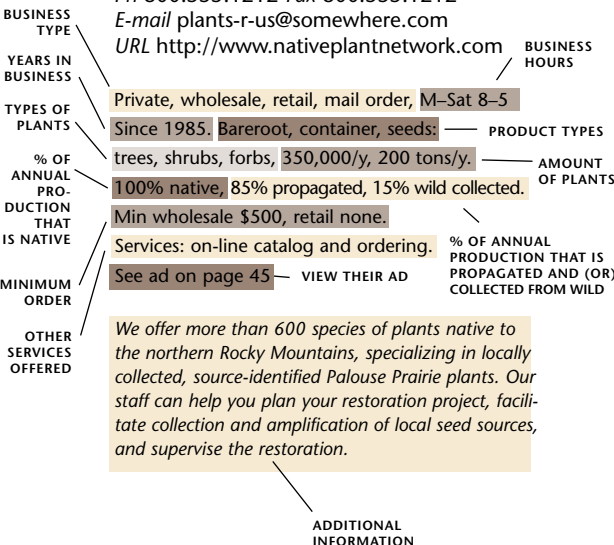 E-mail plants-r-us@somewhere.com
URL http://www.nativeplantnetwork.com
BUSINESS
TYPE
BUSINESS
HOURS
Private, wholesale, retail, mail order, M–Sat 8–5
YEARS IN
BUSINESS
Since 1985. Bareroot, container, seeds:
PRODUCT TYPES
TYPES OF
PLANTS
trees, shrubs, forbs, 350,000/y, 200 tons/y.
AMOUNT
OF PLANTS
% OF
ANNUAL
PRO-
DUCTION
THAT
IS NATIVE
100% native, 85% propagated, 15% wild collected.
% OF ANNUAL
PRODUCTION THAT IS
PROPAGATED AND (OR)
COLLECTED FROM WILD
Min wholesale $500, retail none.
MINIMUM
ORDER
Services: on-line catalog and ordering.
OTHER
SERVICES
OFFERED
See ad on page 45
VIEW THEIR AD
We offer more than 600 species of plants native to
the northern Rocky Mountains, specializing in locally
collected, source-identified Palouse Prairie plants. Our
staff can help you plan your restoration project, facili-
tate collection and amplification of local seed sources,
and supervise the restoration.
ADDITIONAL
INFORMATION